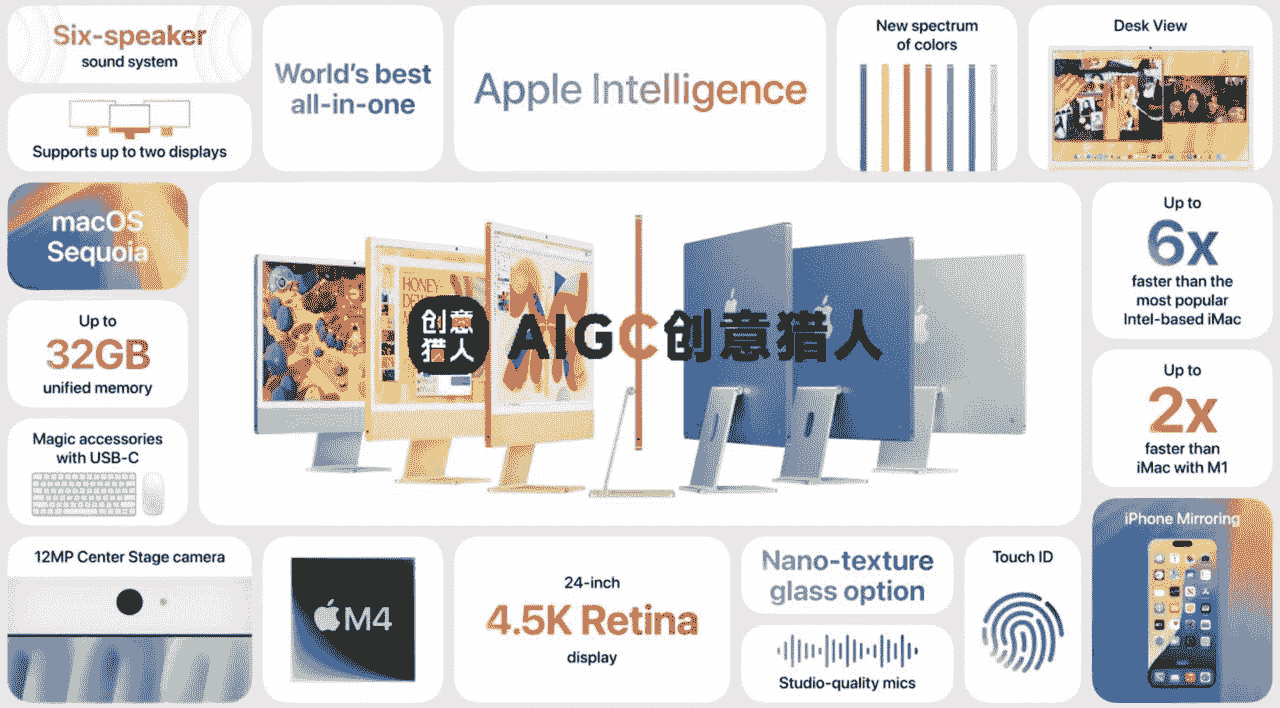 Six-speaker
sound system
Supports up to two displays
World's best
all-in-one
Apple Intelligence
New spectrum
of colors
Desk View
macOS
Sequoia
Up to
32GB
unified memory
Magic accessories
with USB-C
HONEY-
创意
猎人
AIGC创意猎人
Up to
6x
faster than the
most popular
Intel-based iMac
Up to
2x
faster than
iMac with M1
12MP Center Stage camera
M4
24-inch
4.5K Retina
display
Nano-texture
glass option
Studio-quality mics
Touch ID
iPhone Mirroring